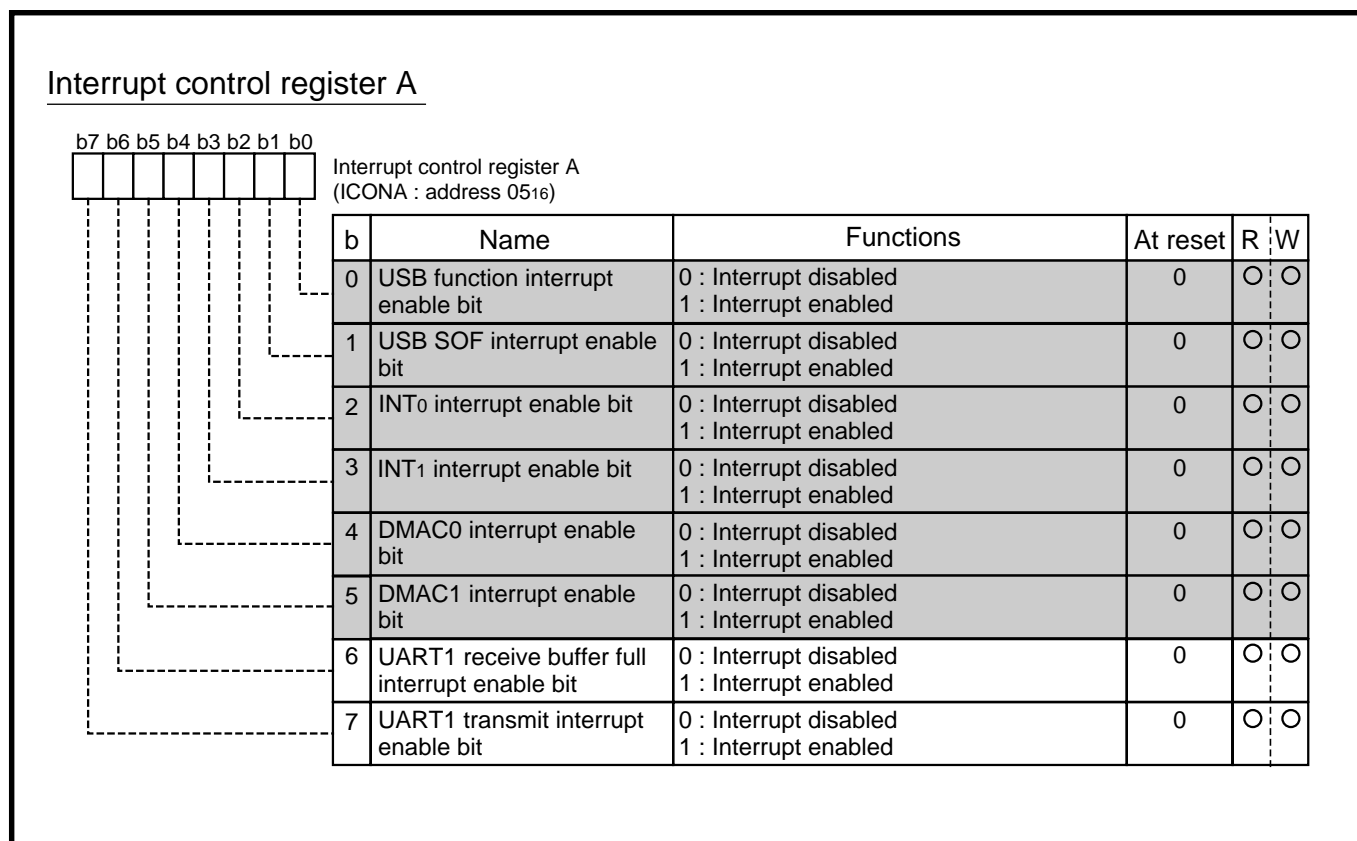 Interrupt control register A
b7 b6 b5 b4 b3 b2 b1 b0
Interrupt control register A
(ICONA : address 0516)
b Name Functions At reset R W
0 USB function interrupt enable bit 0 : Interrupt disabled 1 : Interrupt enabled 0 O O
1 USB SOF interrupt enable bit 0 : Interrupt disabled 1 : Interrupt enabled 0 O O
2 INT0 interrupt enable bit 0 : Interrupt disabled 1 : Interrupt enabled 0 O O
3 INT1 interrupt enable bit 0 : Interrupt disabled 1 : Interrupt enabled 0 O O
4 DMAC0 interrupt enable bit 0 : Interrupt disabled 1 : Interrupt enabled 0 O O
5 DMAC1 interrupt enable bit 0 : Interrupt disabled 1 : Interrupt enabled 0 O O
6 UART1 receive buffer full interrupt enable bit 0 : Interrupt disabled 1 : Interrupt enabled 0 O O
7 UART1 transmit interrupt enable bit 0 : Interrupt disabled 1 : Interrupt enabled 0 O O